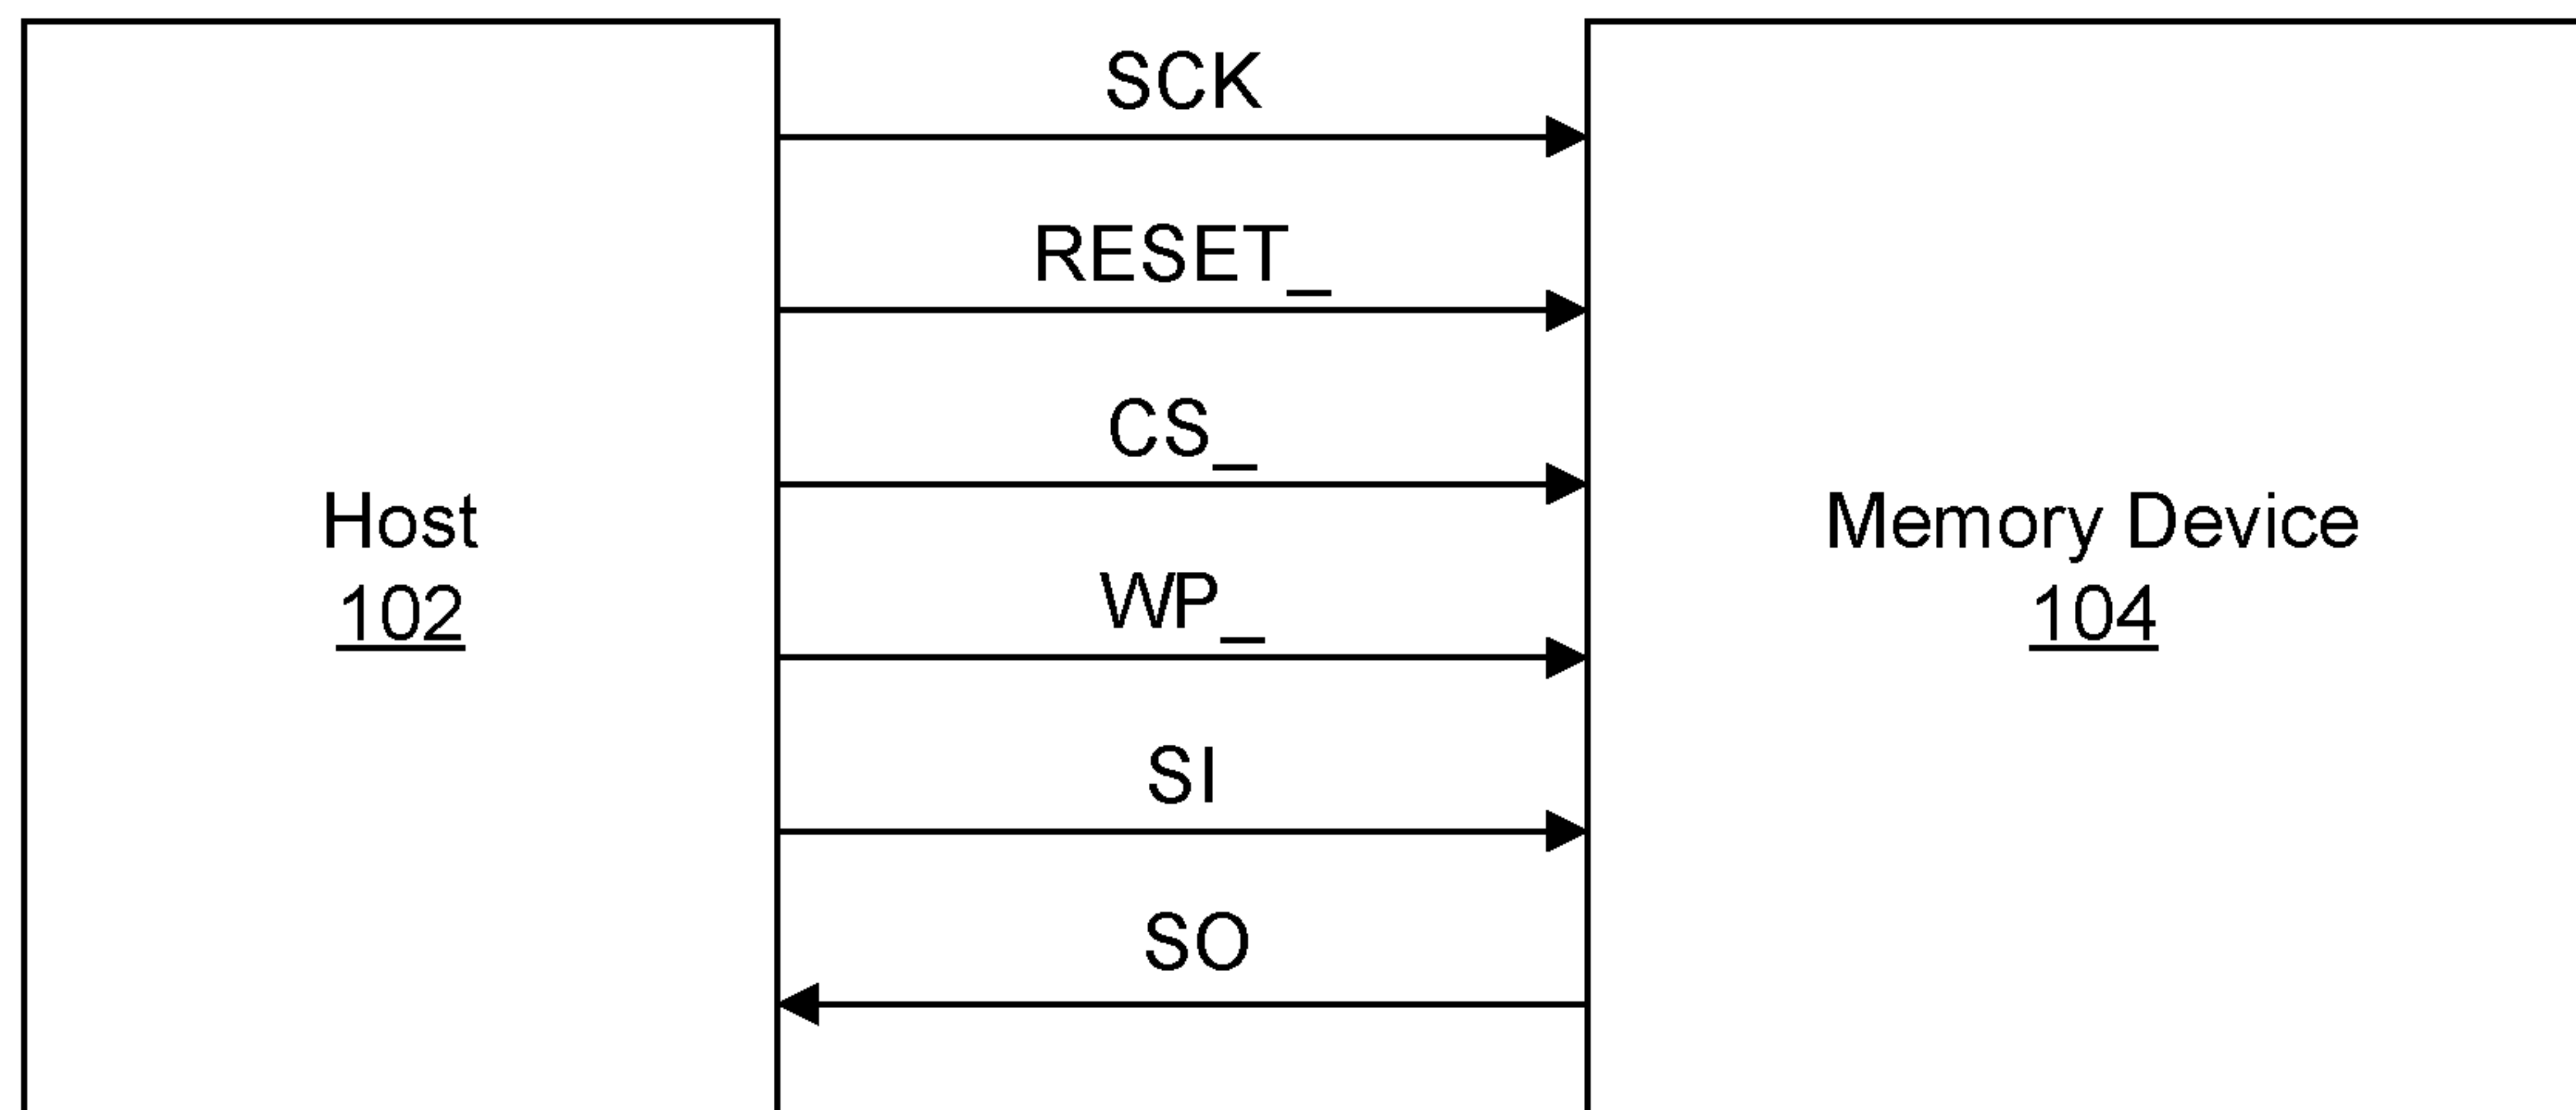 SCK
RESET_
CS_
Host
102
WP_
Memory Device
104
SI
SO